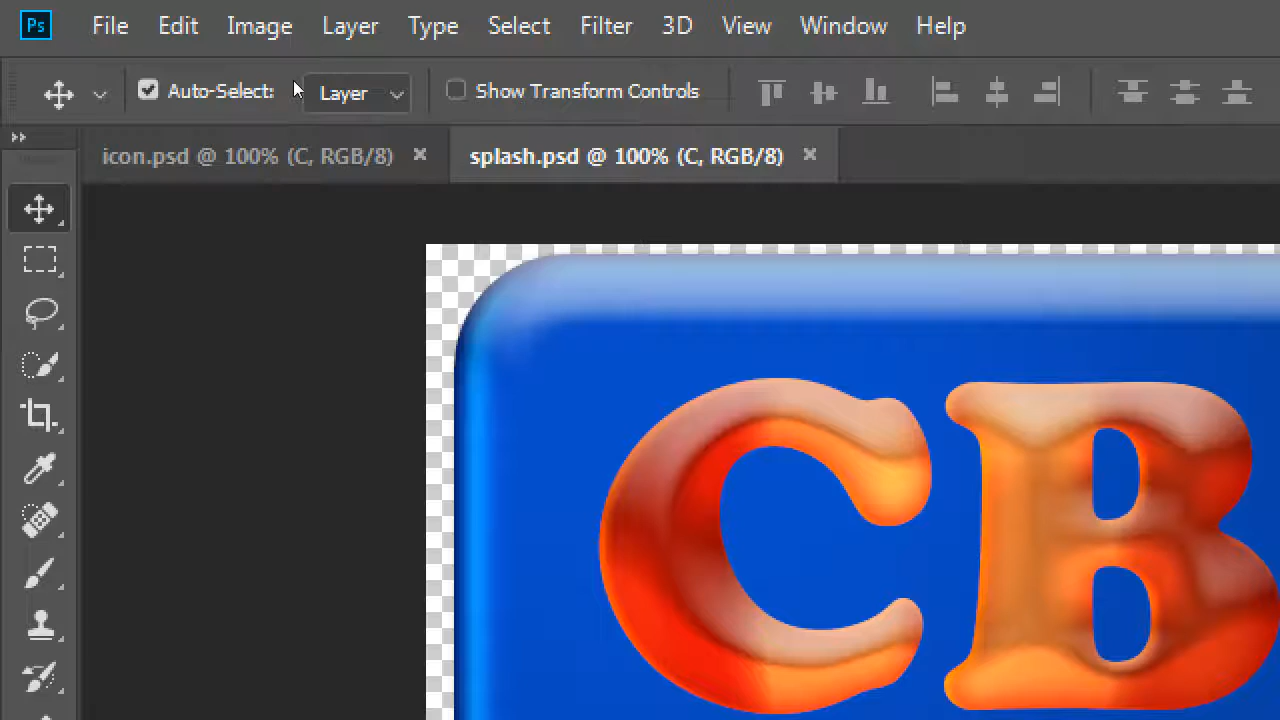 Ps File Edit Image Layer Type Select Filter 3D View Window Help
Auto-Select: Layer Show Transform Controls
icon.psd @ 100% (C, RGB/8) splash.psd @ 100% (C, RGB/8)
CB